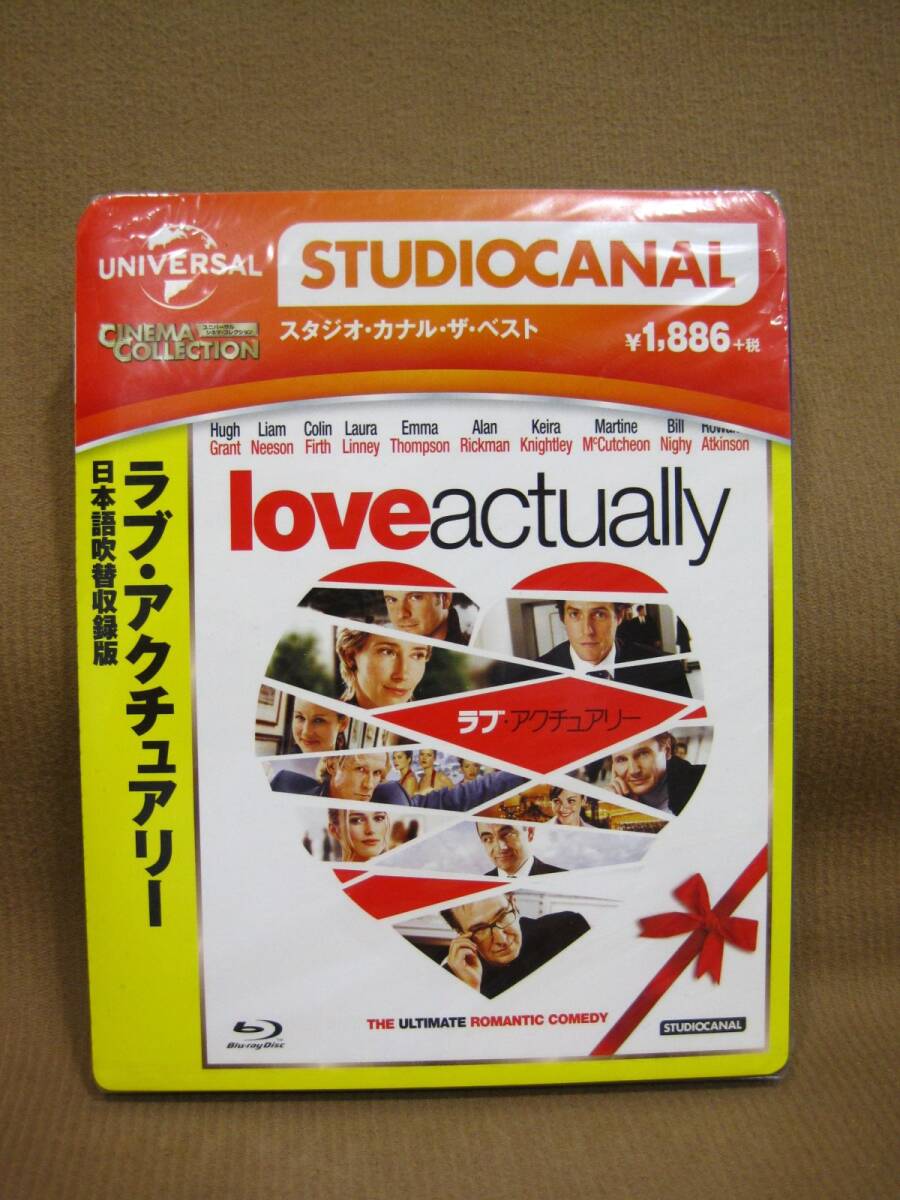 UNIVERSAL
STUDIOCANAL
CINEMA
ユニバーサル
シネマ・コレクション
COLLECTION
スタジオ・カナル・ザ・ベスト
¥1,886+税
Hugh Liam Colin Laura Emma Alan Keira Martine Bill
Grant Neeson Firth Linney Thompson Rickman Knightley McCutcheon Nighy Atkinson
loveactually
ラブ・アクチュアリー
日本語吹替収録版
ラブ・アクチュアリー
Blu-ray Disc
THE ULTIMATE ROMANTIC COMEDY
STUDIOCANAL